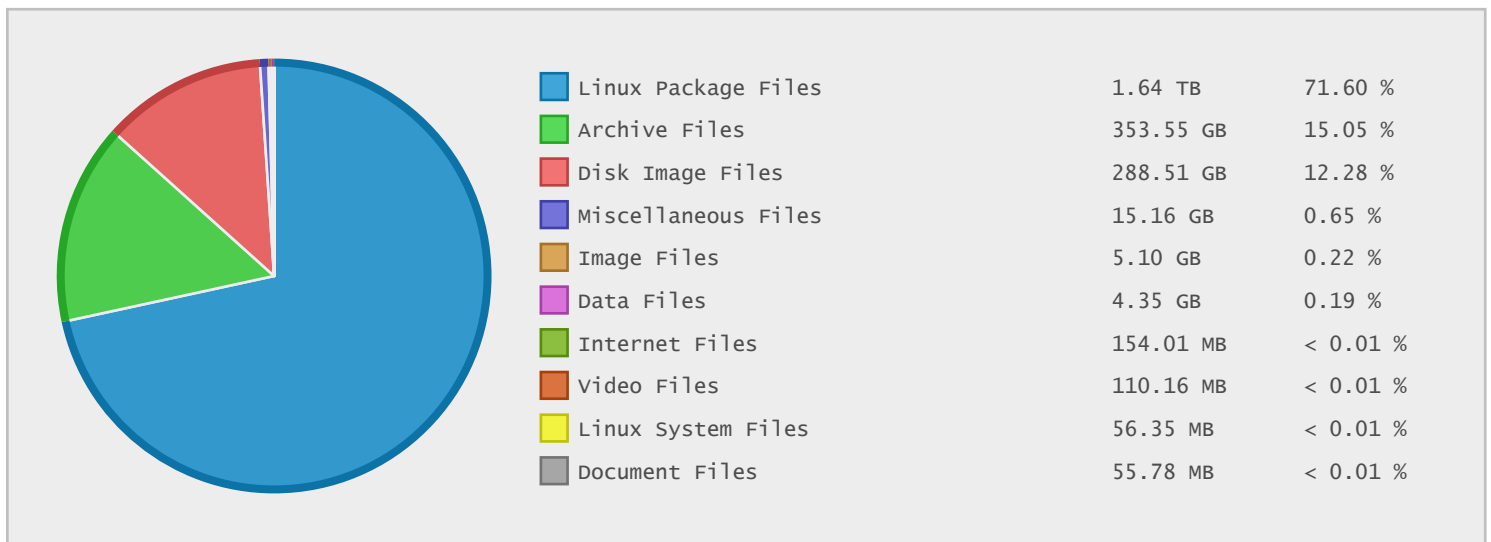 Linux Package Files 1.64 TB 71.60 %
Archive Files 353.55 GB 15.05 %
Disk Image Files 288.51 GB 12.28 %
Miscellaneous Files 15.16 GB 0.65 %
Image Files 5.10 GB 0.22 %
Data Files 4.35 GB 0.19 %
Internet Files 154.01 MB < 0.01 %
Video Files 110.16 MB < 0.01 %
Linux System Files 56.35 MB < 0.01 %
Document Files 55.78 MB < 0.01 %